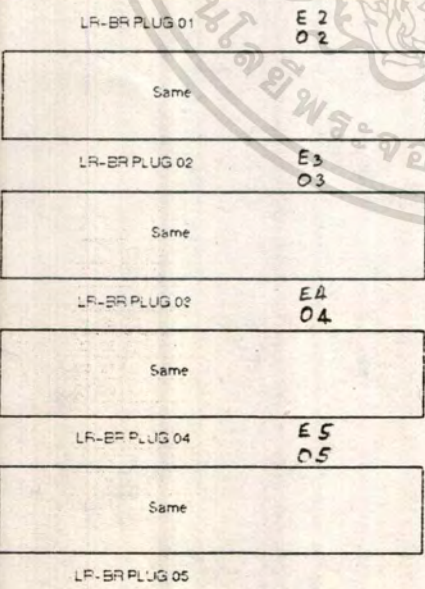 LR-BR PLUG 01 E 2
O 2
Same
LR-BR PLUG 02 E3
O3
Same
LR-BR PLUG 03 E4
O4
Same
LR-BR PLUG 04 E 5
O5
Same
LR-BR PLUG 05